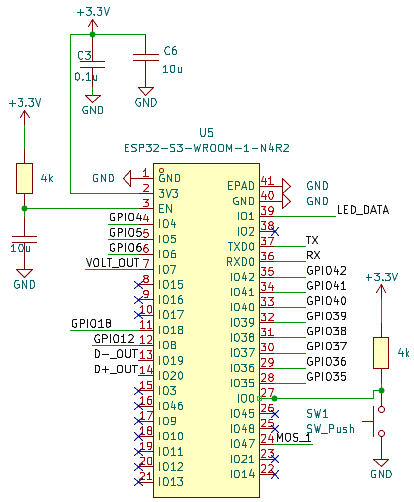 +3.3V
C3
0.1u
GND
C6
10u
GND
+3.3V
4k
10u
GND
U5
ESP32-S3-WROOM-1-N4R2
GND 1 GND
2 3V3
3 EN
GPIO4 4 IO4
GPIO5 5 IO5
GPIO6 6 IO6
VOLT_OUT 7 IO7
8 IO15
9 IO16
10 IO17
GPIO18 11 IO18
GPIO12 12 IO8
D-_OUT 13 IO19
D+_OUT 14 IO20
15 IO3
16 IO46
17 IO9
18 IO10
19 IO11
20 IO12
21 IO13
EPAD 41 GND
GND 40 GND
IO1 39 LED_DATA
IO2 38
TXD0 37 TX
RXD0 36 RX
IO42 35 GPIO42
IO41 34 GPIO41
IO40 33 GPIO40
IO39 32 GPIO39
IO38 31 GPIO38
IO37 30 GPIO37
IO36 29 GPIO36
IO35 28 GPIO35
IO0 27
IO45 26
IO48 25
IO47 24 MOS_1
IO21 23
IO14 22
+3.3V
4k
SW1
SW_Push
GND